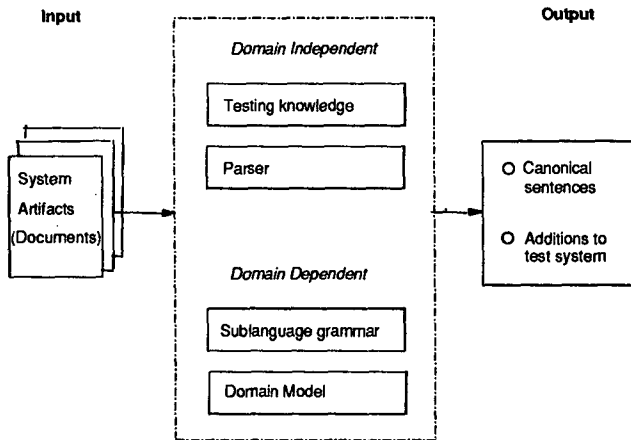 Input
Output
Domain Independent
Testing knowledge
Parser
System
Artifacts
(Documents)
Canonical
sentences
Additions to
test system
Domain Dependent
Sublanguage grammar
Domain Model